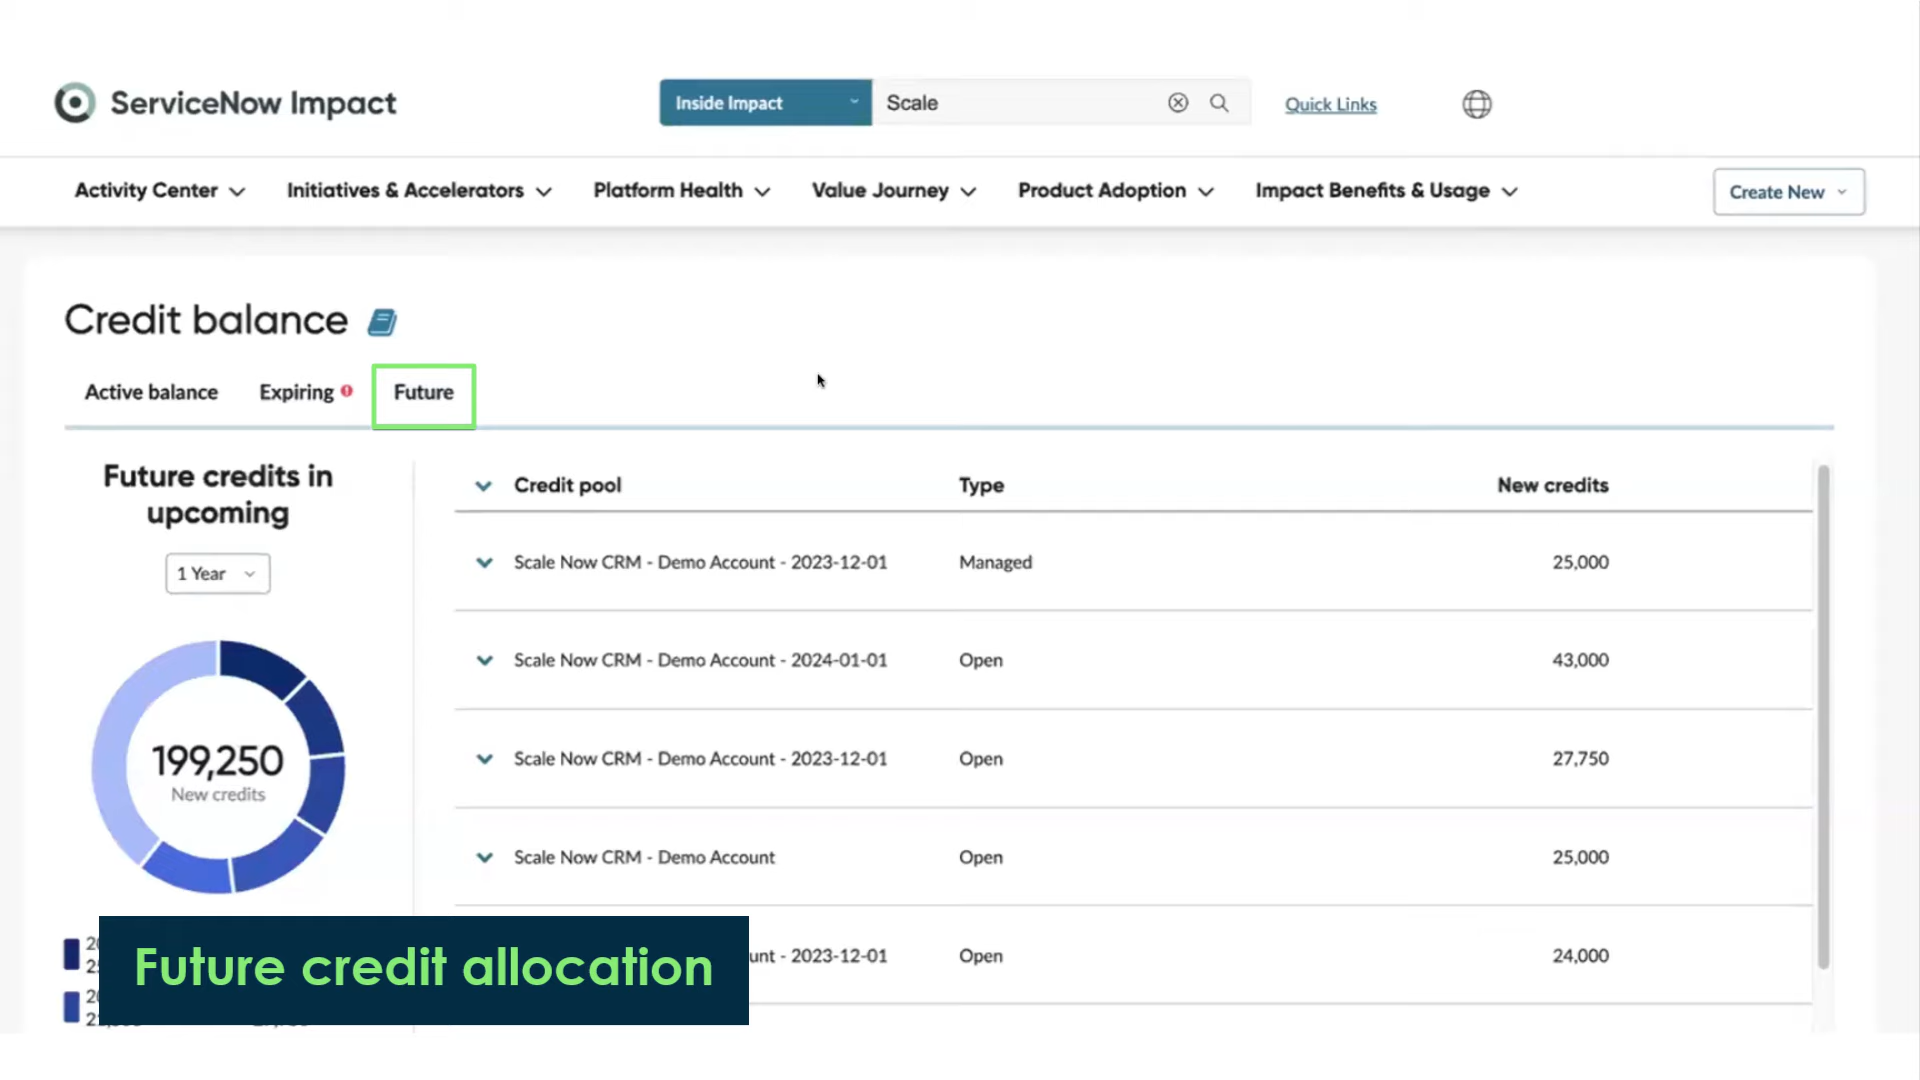 ServiceNow Impact
Inside Impact
Scale
Quick Links
Activity Center
Initiatives & Accelerators
Platform Health
Value Journey
Product Adoption
Impact Benefits & Usage
Create New
Credit balance
Active balance
Expiring
Future
Future credits in
upcoming
1 Year
199,250
New credits
Credit pool Type New credits
Scale Now CRM - Demo Account - 2023-12-01 Managed 25,000
Scale Now CRM - Demo Account - 2024-01-01 Open 43,000
Scale Now CRM - Demo Account - 2023-12-01 Open 27,750
Scale Now CRM - Demo Account Open 25,000
- 2023-12-01 Open 24,000
Future credit allocation